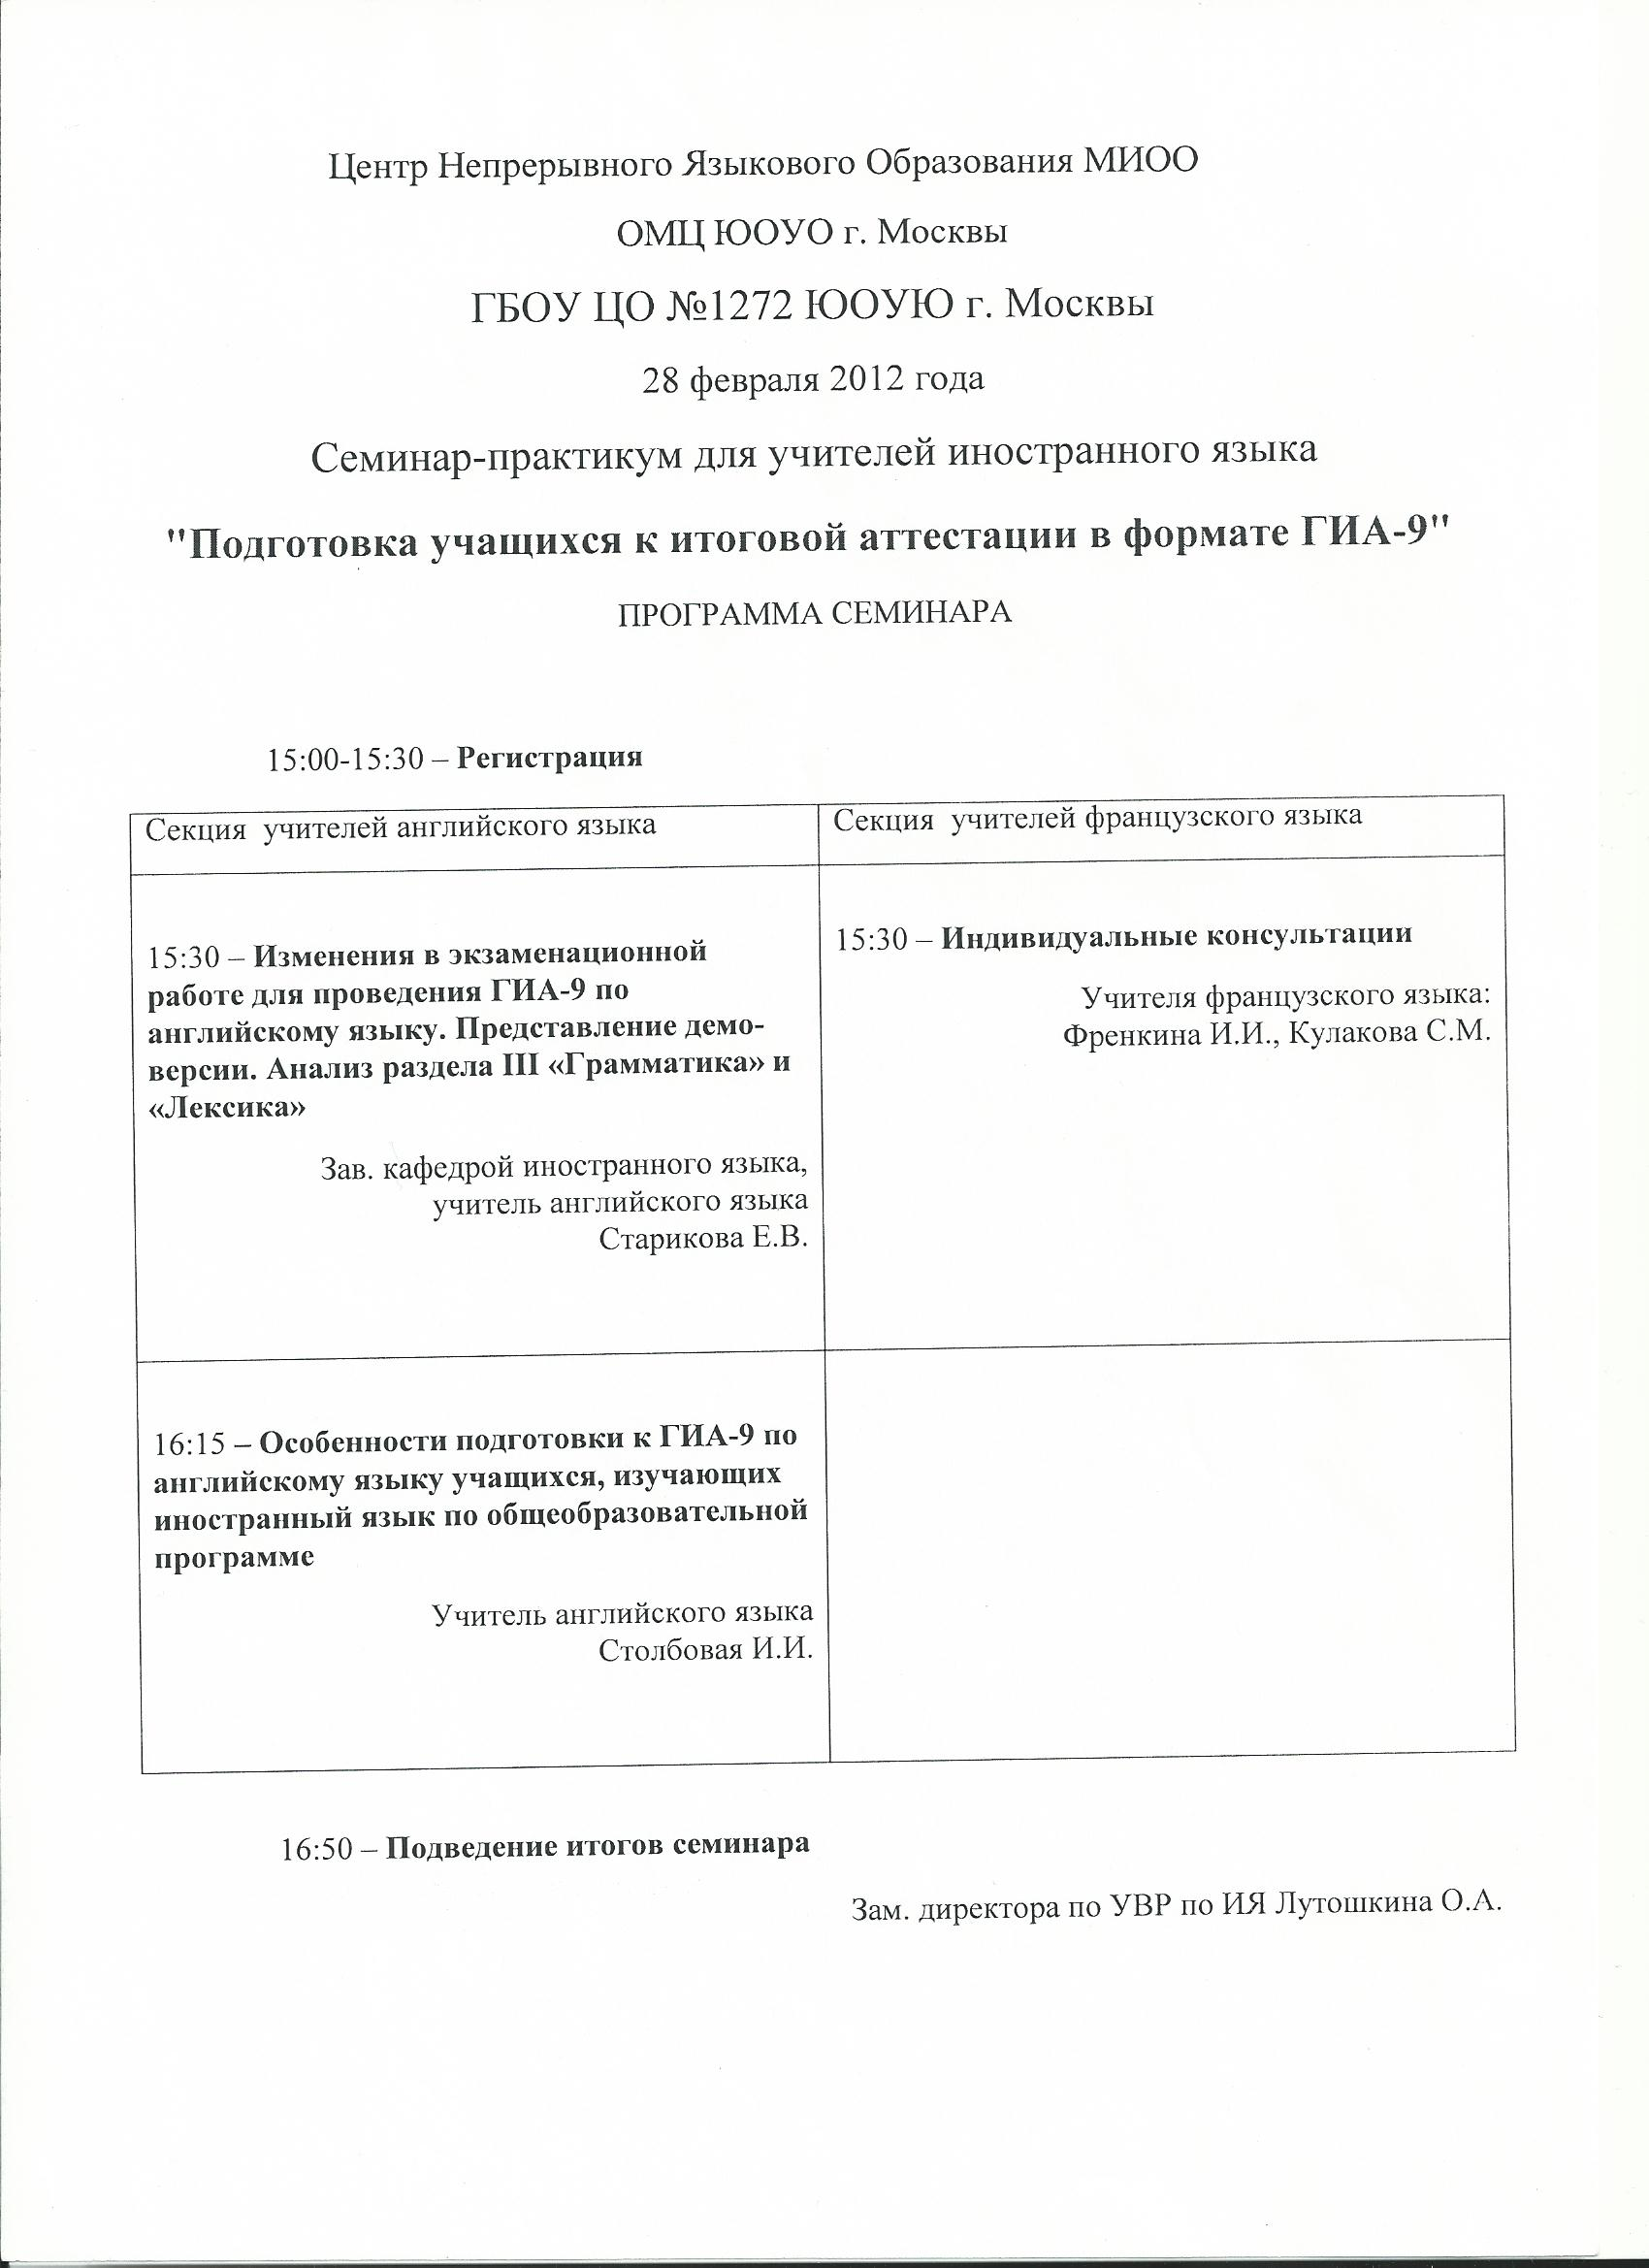 Центр Непрерывного Языкового Образования МИОО
ОМЦ ЮОУО г. Москвы
ГБОУ ЦО №1272 ЮОУЮ г. Москвы
28 февраля 2012 года
Семинар-практикум для учителей иностранного языка
"Подготовка учащихся к итоговой аттестации в формате ГИА-9"
ПРОГРАММА СЕМИНАРА
15:00-15:30 – Регистрация
Секция учителей английского языка
Секция учителей французского языка
15:30 – Изменения в экзаменационной
работе для проведения ГИА-9 по
английскому языку. Представление демо-
версии. Анализ раздела III «Грамматика» и
«Лексика»
Зав. кафедрой иностранного языка,
учитель английского языка
Старикова Е.В.
15:30 – Индивидуальные консультации
Учителя французского языка:
Френкина И.И., Кулакова С.М.
16:15 – Особенности подготовки к ГИА-9 по
английскому языку учащихся, изучающих
иностранный язык по общеобразовательной
программе
Учитель английского языка
Столбовая И.И.
16:50 – Подведение итогов семинара
Зам. директора по УВР по ИЯ Лутошкина О.А.